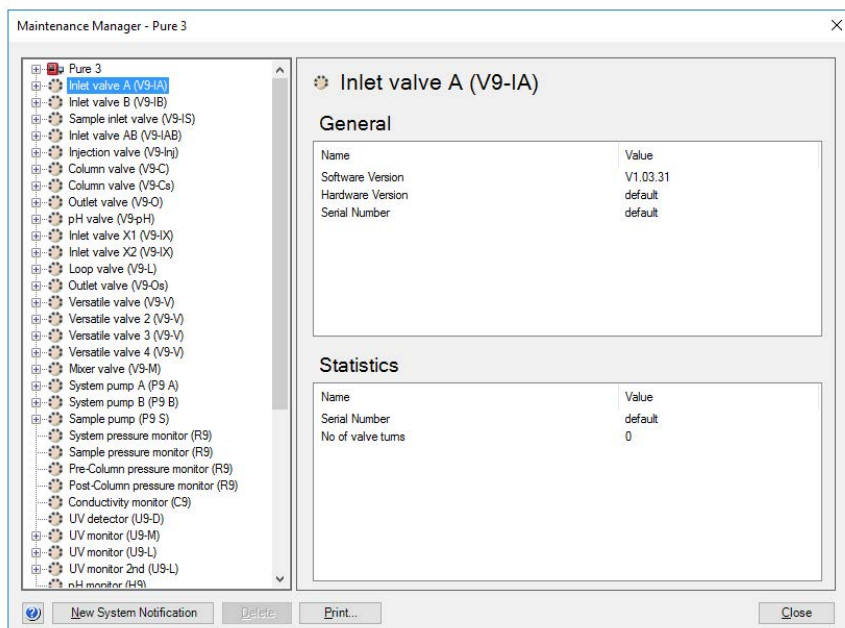 Maintenance Manager - Pure 3
Pure 3
Inlet valve A (V9-IA)
Inlet valve B (V9-IB)
Sample inlet valve (V9-IS)
Inlet valve AB (V9-IAB)
Injection valve (V9-Inj)
Column valve (V9-C)
Column valve (V9-Cs)
Outlet valve (V9-O)
pH valve (V9-pH)
Inlet valve X1 (V9-IX)
Inlet valve X2 (V9-IX)
Loop valve (V9-L)
Outlet valve (V9-Os)
Versatile valve (V9-V)
Versatile valve 2 (V9-V)
Versatile valve 3 (V9-V)
Versatile valve 4 (V9-V)
Mixer valve (V9-M)
System pump A (P9 A)
System pump B (P9 B)
Sample pump (P9 S)
System pressure monitor (R9)
Sample pressure monitor (R9)
Pre-Column pressure monitor (R9)
Post-Column pressure monitor (R9)
Conductivity monitor (C9)
UV detector (U9-D)
UV monitor (U9-M)
UV monitor (U9-L)
UV monitor 2nd (U9-L)
pH monitor (H9)
Inlet valve A (V9-IA)
General
Name Value
Software Version V1.03.31
Hardware Version default
Serial Number default
Statistics
Name Value
Serial Number default
No of valve turns 0
New System Notification Delete Print... Close